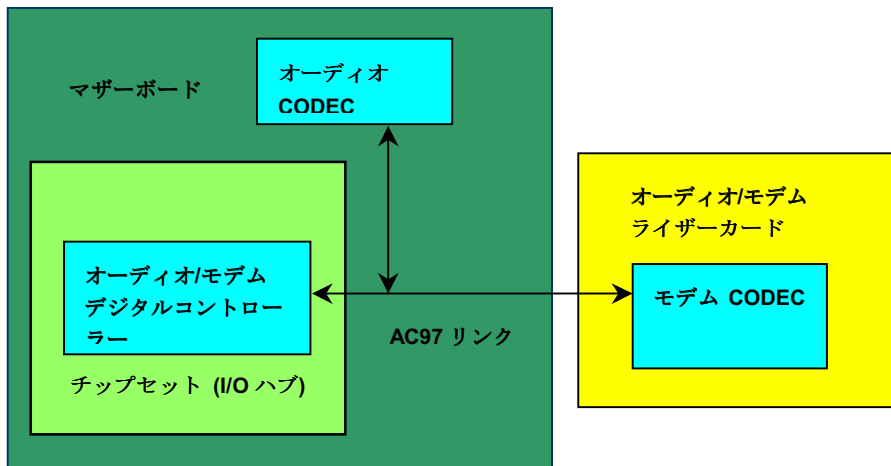 マザーボード
オーディオ
CODEC
オーディオ/モデム
デジタルコントロー
ラー
チップセット (I/O ハブ)
AC97 リンク
オーディオ/モデム
ライザーカード
モデム CODEC